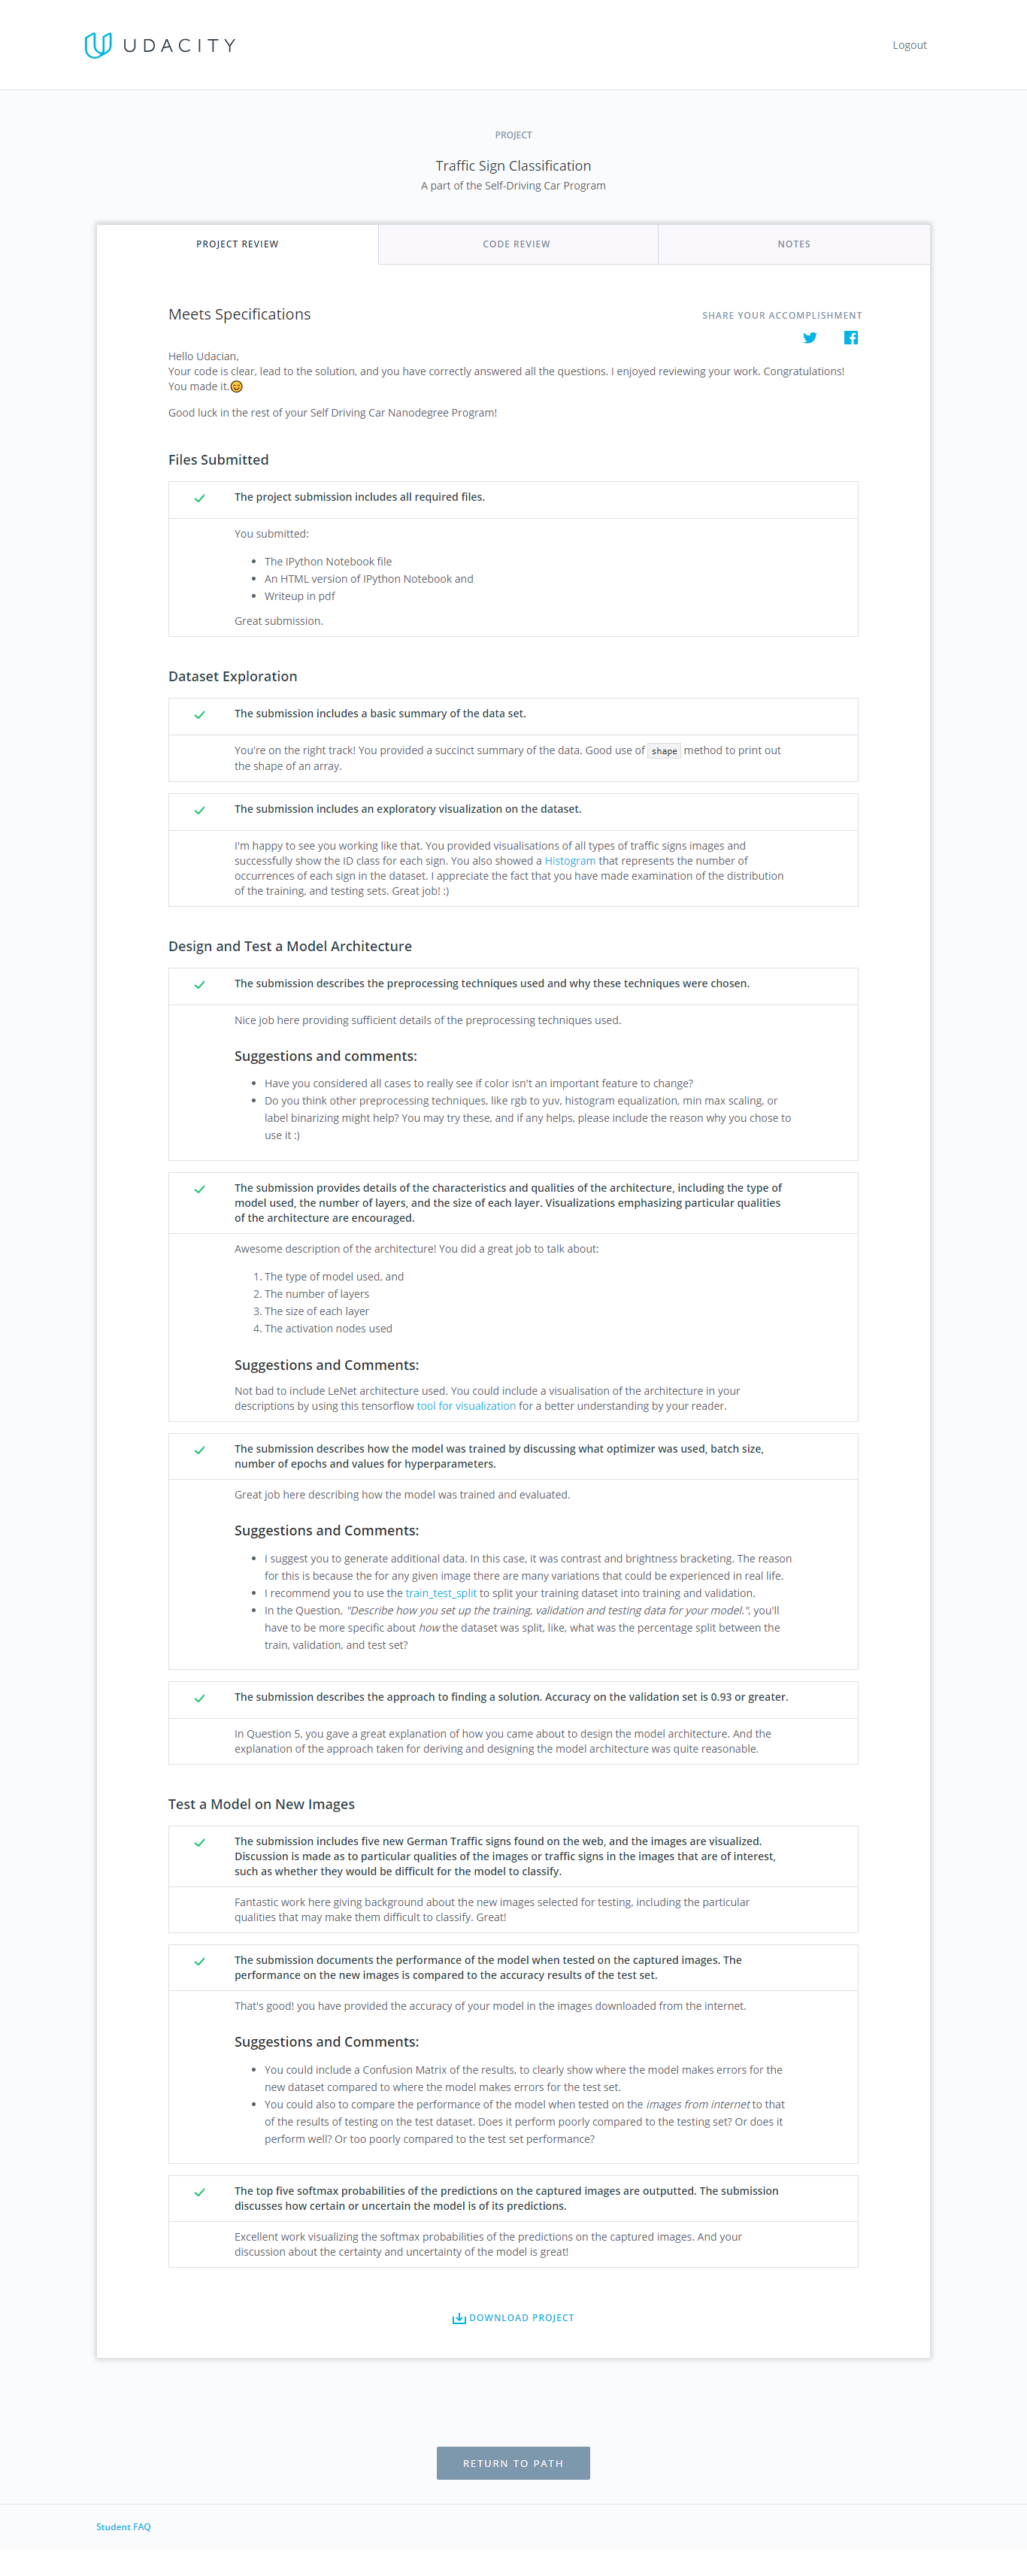 UDACITY
Logout
PROJECT
Traffic Sign Classification
A part of the Self-Driving Car Program
PROJECT REVIEW
CODE REVIEW
NOTES
Meets Specifications
SHARE YOUR ACCOMPLISHMENT
Hello Udacian,
Your code is clear, lead to the solution, and you have correctly answered all the questions. I enjoyed reviewing your work. Congratulations!
You made it.😊
Good luck in the rest of your Self Driving Car Nanodegree Program!
Files Submitted
The project submission includes all required files.
You submitted:
• The IPython Notebook file
• An HTML version of IPython Notebook and
• Writeup in pdf
Great submission.
Dataset Exploration
The submission includes a basic summary of the data set.
You're on the right track! You provided a succinct summary of the data. Good use of shape method to print out
the shape of an array.
The submission includes an exploratory visualization on the dataset.
I'm happy to see you working like that. You provided visualisations of all types of traffic signs images and
successfully show the ID class for each sign. You also showed a Histogram that represents the number of
occurrences of each sign in the dataset. I appreciate the fact that you have made examination of the distribution
of the training, and testing sets. Great job! :)
Design and Test a Model Architecture
The submission describes the preprocessing techniques used and why these techniques were chosen.
Nice job here providing sufficient details of the preprocessing techniques used.
Suggestions and comments:
• Have you considered all cases to really see if color isn't an important feature to change?
• Do you think other preprocessing techniques, like rgb to yuv, histogram equalization, min max scaling, or
label binarizing might help? You may try these, and if any helps, please include the reason why you chose to
use it :)
The submission provides details of the characteristics and qualities of the architecture, including the type of
model used, the number of layers, and the size of each layer. Visualizations emphasizing particular qualities
of the architecture are encouraged.
Awesome description of the architecture! You did a great job to talk about:
1. The type of model used, and
2. The number of layers
3. The size of each layer
4. The activation nodes used
Suggestions and Comments:
Not bad to include LeNet architecture used. You could include a visualisation of the architecture in your
descriptions by using this tensorflow tool for visualization for a better understanding by your reader.
The submission describes how the model was trained by discussing what optimizer was used, batch size,
number of epochs and values for hyperparameters.
Great job here describing how the model was trained and evaluated.
Suggestions and Comments:
• I suggest you to generate additional data. In this case, it was contrast and brightness bracketing. The reason
for this is because the for any given image there are many variations that could be experienced in real life.
• I recommend you to use the train_test_split to split your training dataset into training and validation.
• In the Question, "Describe how you set up the training, validation and testing data for your model.", you'll
have to be more specific about how the dataset was split, like, what was the percentage split between the
train, validation, and test set?
The submission describes the approach to finding a solution. Accuracy on the validation set is 0.93 or greater.
In Question 5, you gave a great explanation of how you came about to design the model architecture. And the
explanation of the approach taken for deriving and designing the model architecture was quite reasonable.
Test a Model on New Images
The submission includes five new German Traffic signs found on the web, and the images are visualized.
Discussion is made as to particular qualities of the images or traffic signs in the images that are of interest,
such as whether they would be difficult for the model to classify.
Fantastic work here giving background about the new images selected for testing, including the particular
qualities that may make them difficult to classify. Great!
The submission documents the performance of the model when tested on the captured images. The
performance on the new images is compared to the accuracy results of the test set.
That's good! you have provided the accuracy of your model in the images downloaded from the internet.
Suggestions and Comments:
• You could include a Confusion Matrix of the results, to clearly show where the model makes errors for the
new dataset compared to where the model makes errors for the test set.
• You could also to compare the performance of the model when tested on the images from internet to that
of the results of testing on the test dataset. Does it perform poorly compared to the testing set? Or does it
perform well? Or too poorly compared to the test set performance?
The top five softmax probabilities of the predictions on the captured images are outputted. The submission
discusses how certain or uncertain the model is of its predictions.
Excellent work visualizing the softmax probabilities of the predictions on the captured images. And your
discussion about the certainty and uncertainty of the model is great!
DOWNLOAD PROJECT
RETURN TO PATH
Student FAQ